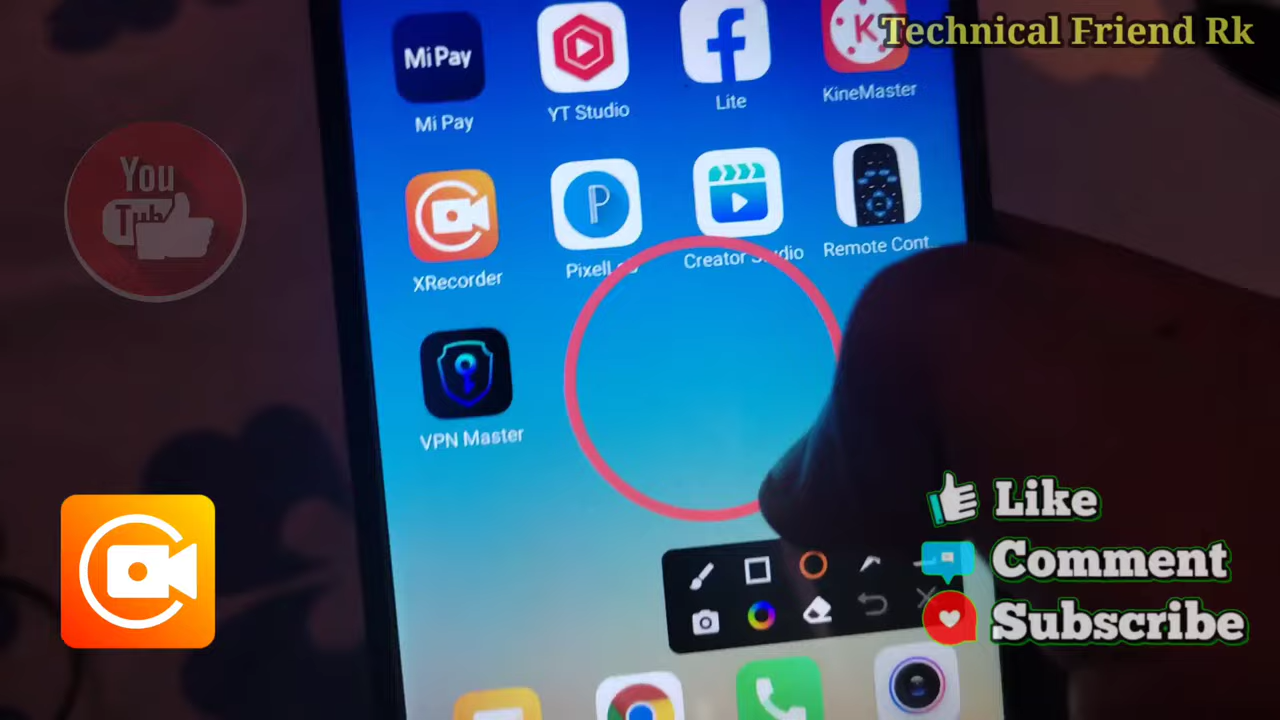 Technical Friend Rk
Mi Pay
Mi Pay
YT Studio
Lite
KineMaster
You
Tub
XRecorder
Creator Studio
Remote Cont...
VPN Master
Like
Comment
Subscribe